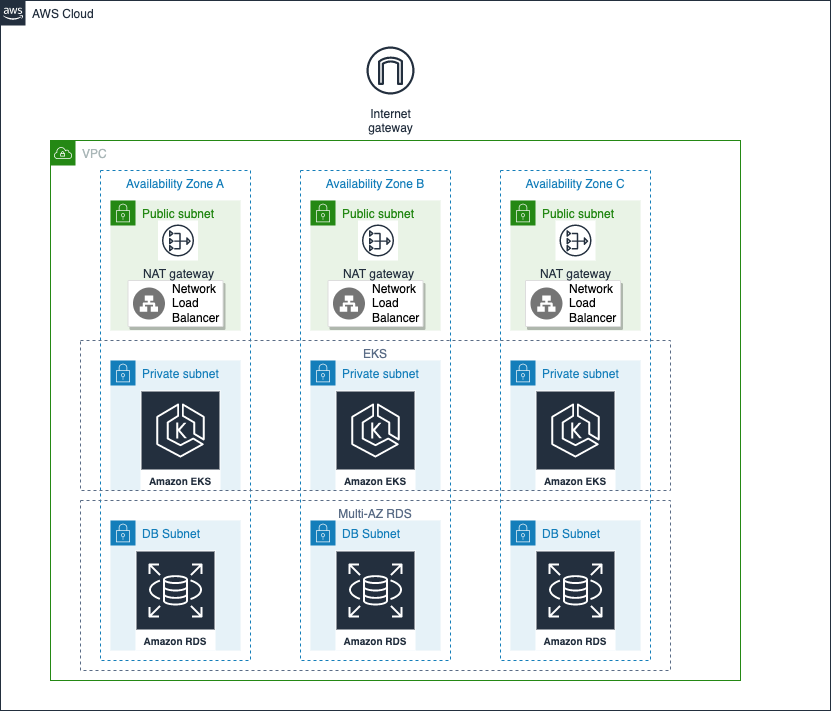 aws
AWS Cloud
Internet
gateway
VPC
Availability Zone A
Availability Zone B
Availability Zone C
Public subnet
Public subnet
Public subnet
NAT gateway
NAT gateway
NAT gateway
Network
Load
Balancer
Network
Load
Balancer
Network
Load
Balancer
EKS
Private subnet
Private subnet
Private subnet
K
K
K
Amazon EKS
Amazon EKS
Amazon EKS
Multi-AZ RDS
DB Subnet
DB Subnet
DB Subnet
Amazon RDS
Amazon RDS
Amazon RDS